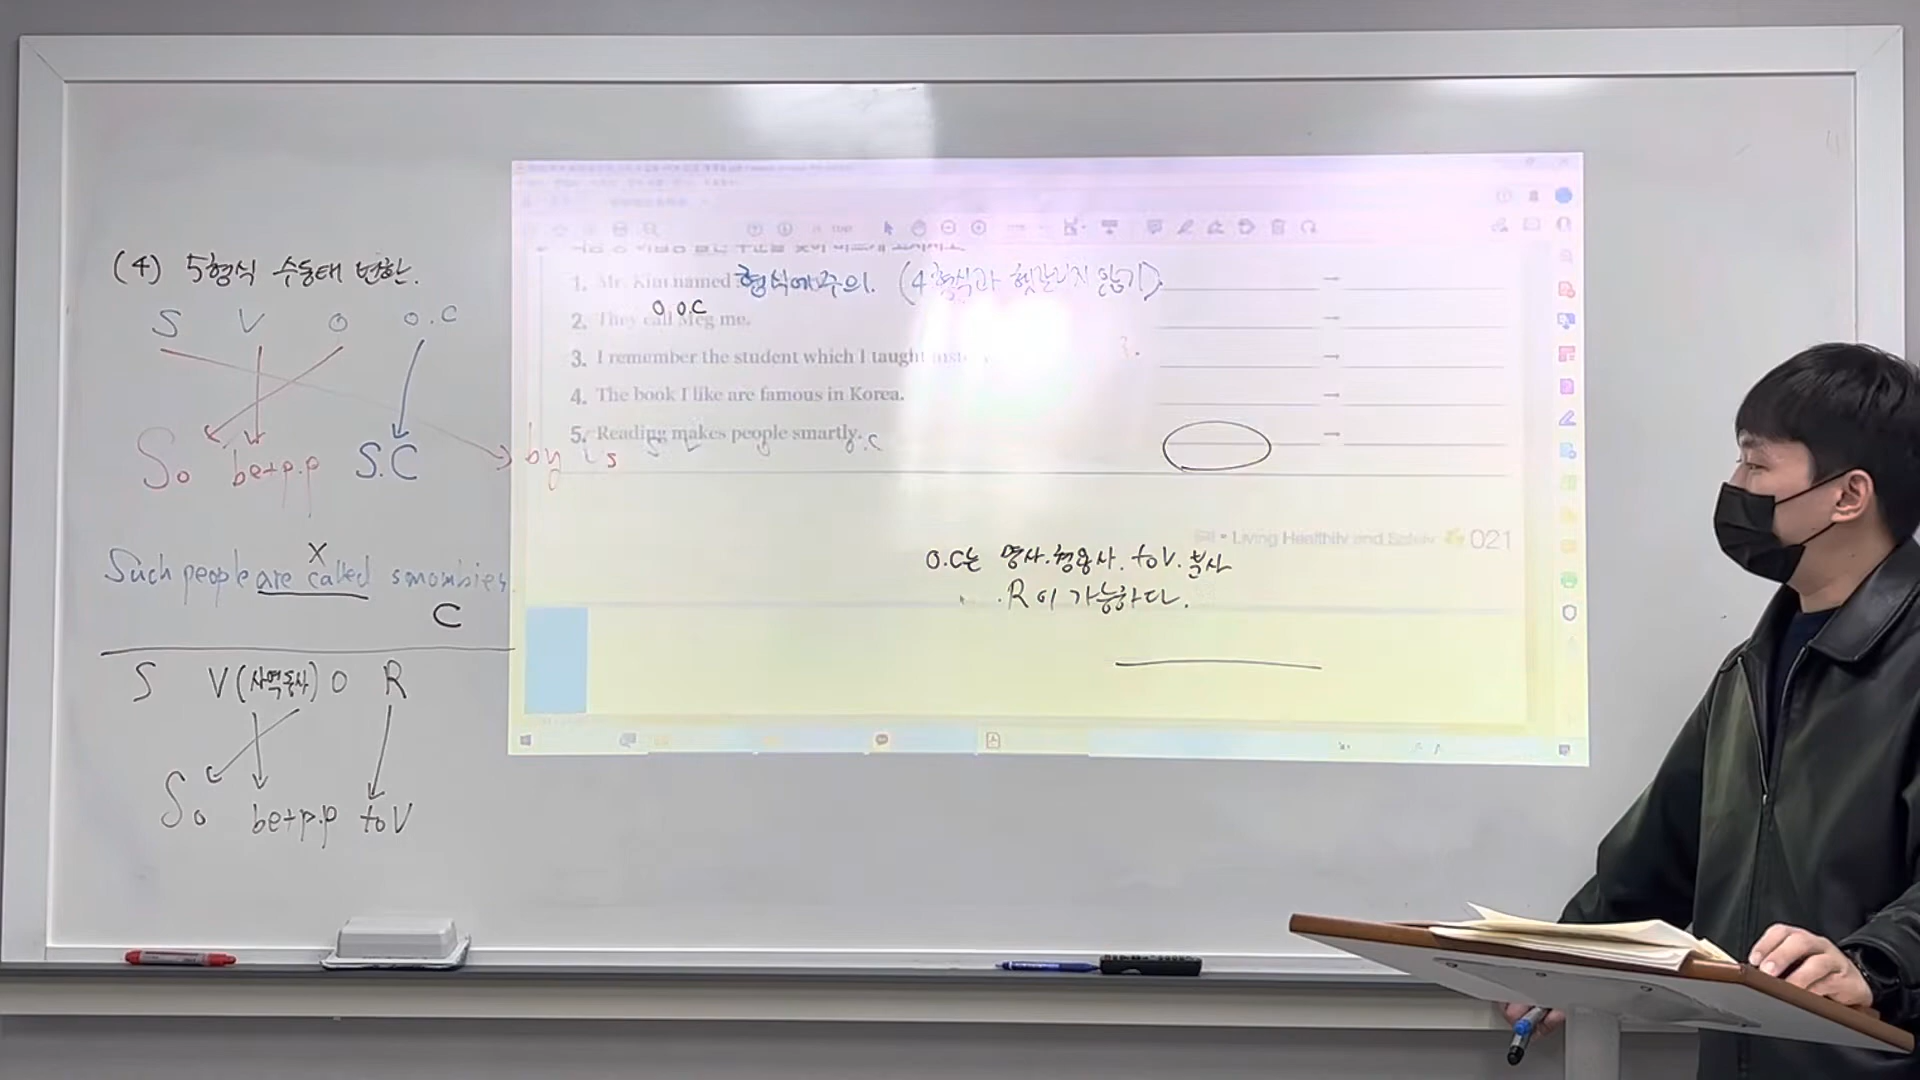 (4) 5형식 수동태 변환.
S V O O.C
So be+p.p S.C by
Such people are called smombies.
X
C
S V(사역동사) O R
So be+p.p to V
1. Mr. Kim named
형식에 주의. (4형식과 헷갈리지 않기).
O O.C
2. They call Meg me.
3. I remember the student which I taught
4. The book I like are famous in Korea.
5. Reading makes people smartly.
S V O O.C
Living Healthily and Safely 021
O.C는 명사. 형용사. to V. 분사
. R이 가능하다.